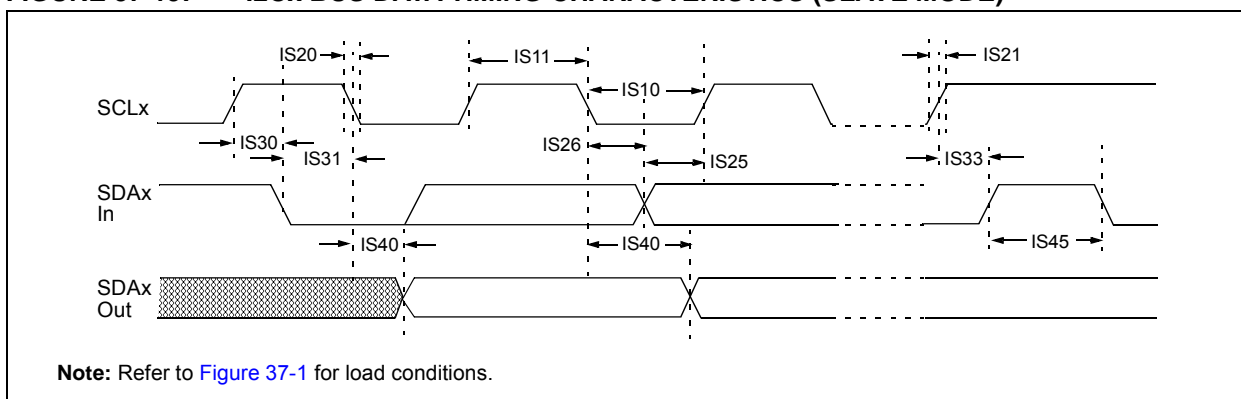 IS20
IS11
IS21
SCLx
IS10
IS30
IS31
IS26
IS25
IS33
SDAx
In
IS40
IS40
IS45
SDAx
Out
Note: Refer to Figure 37-1 for load conditions.